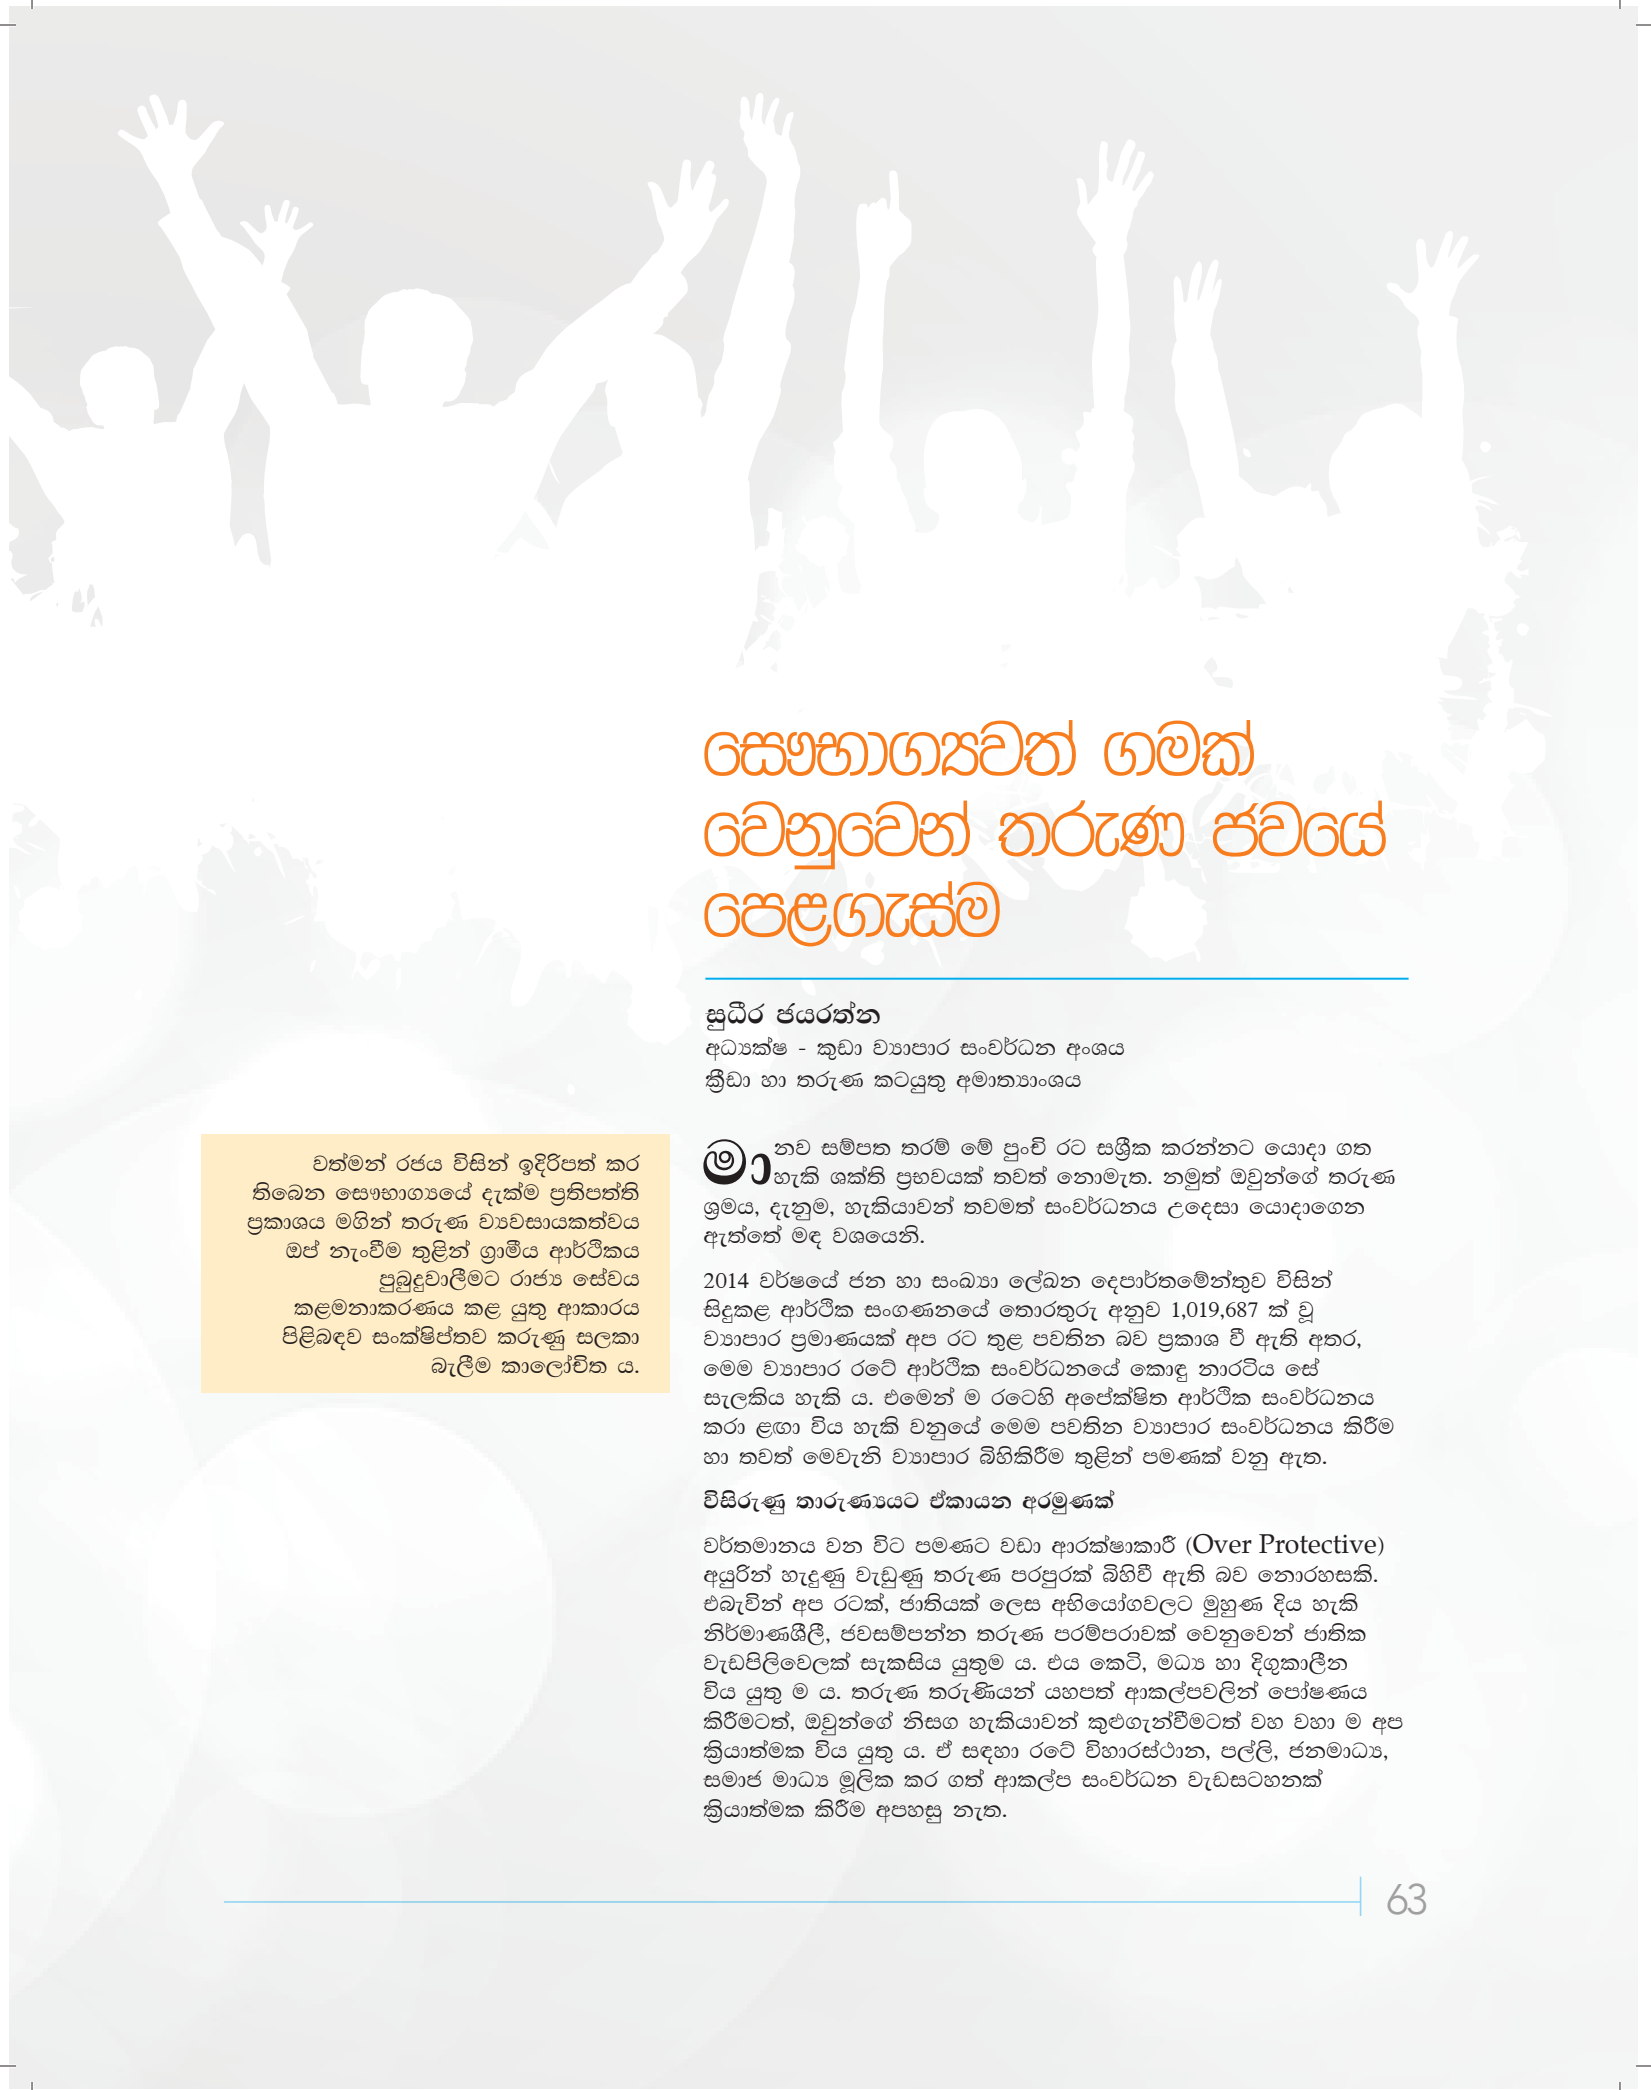 සෞභාග්‍යවත් ගමක්
වෙනුවෙන් තරුණ ජවයේ
පෙළගැස්ම
සුධීර ජයරත්න
අධ්‍යක්ෂ - කුඩා ව්‍යාපාර සංවර්ධන අංශය
ක්‍රීඩා හා තරුණ කටයුතු අමාත්‍යාංශය
වත්මන් රජය විසින් ඉදිරිපත් කර
තිබෙන සෞභාග්‍යයේ දැක්ම ප්‍රතිපත්ති
ප්‍රකාශය මගින් තරුණ ව්‍යවසායකත්වය
ඔප් නැංවීම තුළින් ග්‍රාමීය ආර්ථිකය
පුබුදුවාලීමට රාජ්‍ය සේවය
කළමනාකරණය කළ යුතු ආකාරය
පිළිබඳව සංක්ෂිප්තව කරුණු සලකා
බැලීම කාලෝචිත ය.
මානව සම්පත තරම් මේ පුංචි රට සශ්‍රීක කරන්නට යොදා ගත
හැකි ශක්ති ප්‍රභවයක් තවත් නොමැත. නමුත් ඔවුන්ගේ තරුණ
ශ්‍රමය, දැනුම, හැකියාවන් තවමත් සංවර්ධනය උදෙසා යොදාගෙන
ඇත්තේ මඳ වශයෙනි.
2014 වර්ෂයේ ජන හා සංඛ්‍යා ලේඛන දෙපාර්තමේන්තුව විසින්
සිදුකළ ආර්ථික සංගණනයේ තොරතුරු අනුව 1,019,687 ක් වූ
ව්‍යාපාර ප්‍රමාණයක් අප රට තුළ පවතින බව ප්‍රකාශ වී ඇති අතර,
මෙම ව්‍යාපාර රටේ ආර්ථික සංවර්ධනයේ කොඳු නාරටිය සේ
සැලකිය හැකි ය. එමෙන් ම රටෙහි අපේක්ෂිත ආර්ථික සංවර්ධනය
කරා ළඟා විය හැකි වනුයේ මෙම පවතින ව්‍යාපාර සංවර්ධනය කිරීම
හා තවත් මෙවැනි ව්‍යාපාර බිහිකිරීම තුළින් පමණක් වනු ඇත.
විසිරුණු තාරුණ්‍යයට ඒකායන අරමුණක්
වර්තමානය වන විට පමණට වඩා ආරක්ෂාකාරී (Over Protective)
අයුරින් හැදුණු වැඩුණු තරුණ පරපුරක් බිහිවී ඇති බව නොරහසකි.
එබැවින් අප රටක්, ජාතියක් ලෙස අභියෝගවලට මුහුණ දිය හැකි
නිර්මාණශීලී, ජවසම්පන්න තරුණ පරම්පරාවක් වෙනුවෙන් ජාතික
වැඩපිලිවෙලක් සැකසිය යුතුම ය. එය කෙටි, මධ්‍ය හා දිගුකාලීන
විය යුතු ම ය. තරුණ තරුණියන් යහපත් ආකල්පවලින් පෝෂණය
කිරීමටත්, ඔවුන්ගේ නිසග හැකියාවන් කුළුගැන්වීමටත් වහ වහා ම අප
ක්‍රියාත්මක විය යුතු ය. ඒ සඳහා රටේ විහාරස්ථාන, පල්ලි, ජනමාධ්‍ය,
සමාජ මාධ්‍ය මූලික කර ගත් ආකල්ප සංවර්ධන වැඩසටහනක්
ක්‍රියාත්මක කිරීම අපහසු නැත.
63